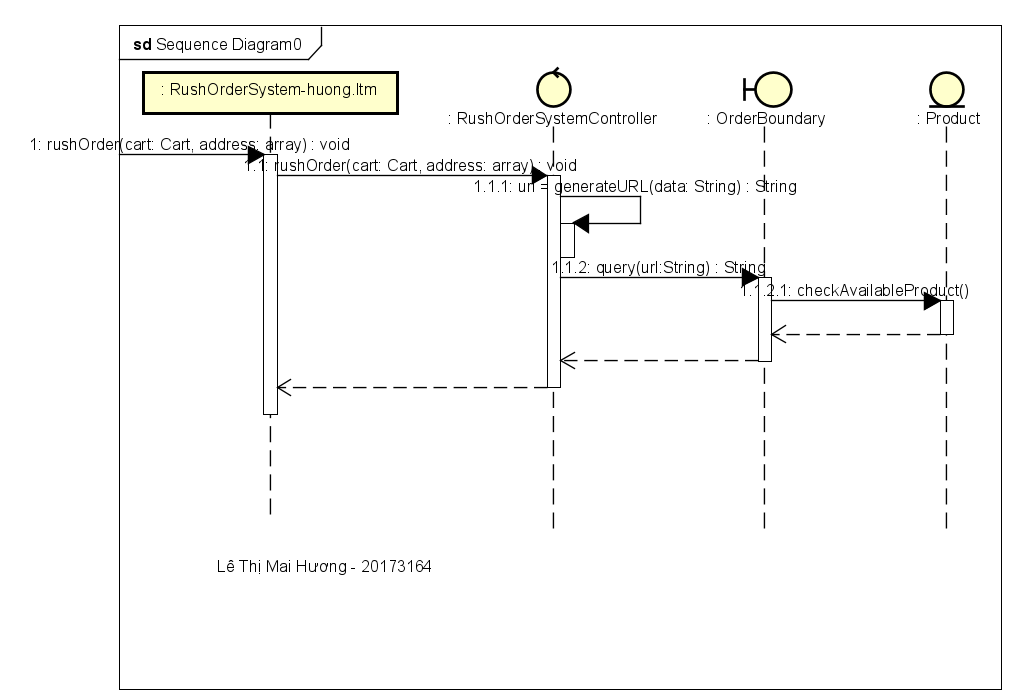 sd Sequence Diagram0
: RushOrderSystem-huong.ltm
: RushOrderSystemController
: OrderBoundary
: Product
1: rushOrder(cart: Cart, address: array) : void
1.1: rushOrder(cart: Cart, address: array) : void
1.1.1: url = generateURL(data: String) : String
1.1.2: query(url:String) : String
1.1.2.1: checkAvailableProduct()
Lê Thị Mai Hương - 20173164